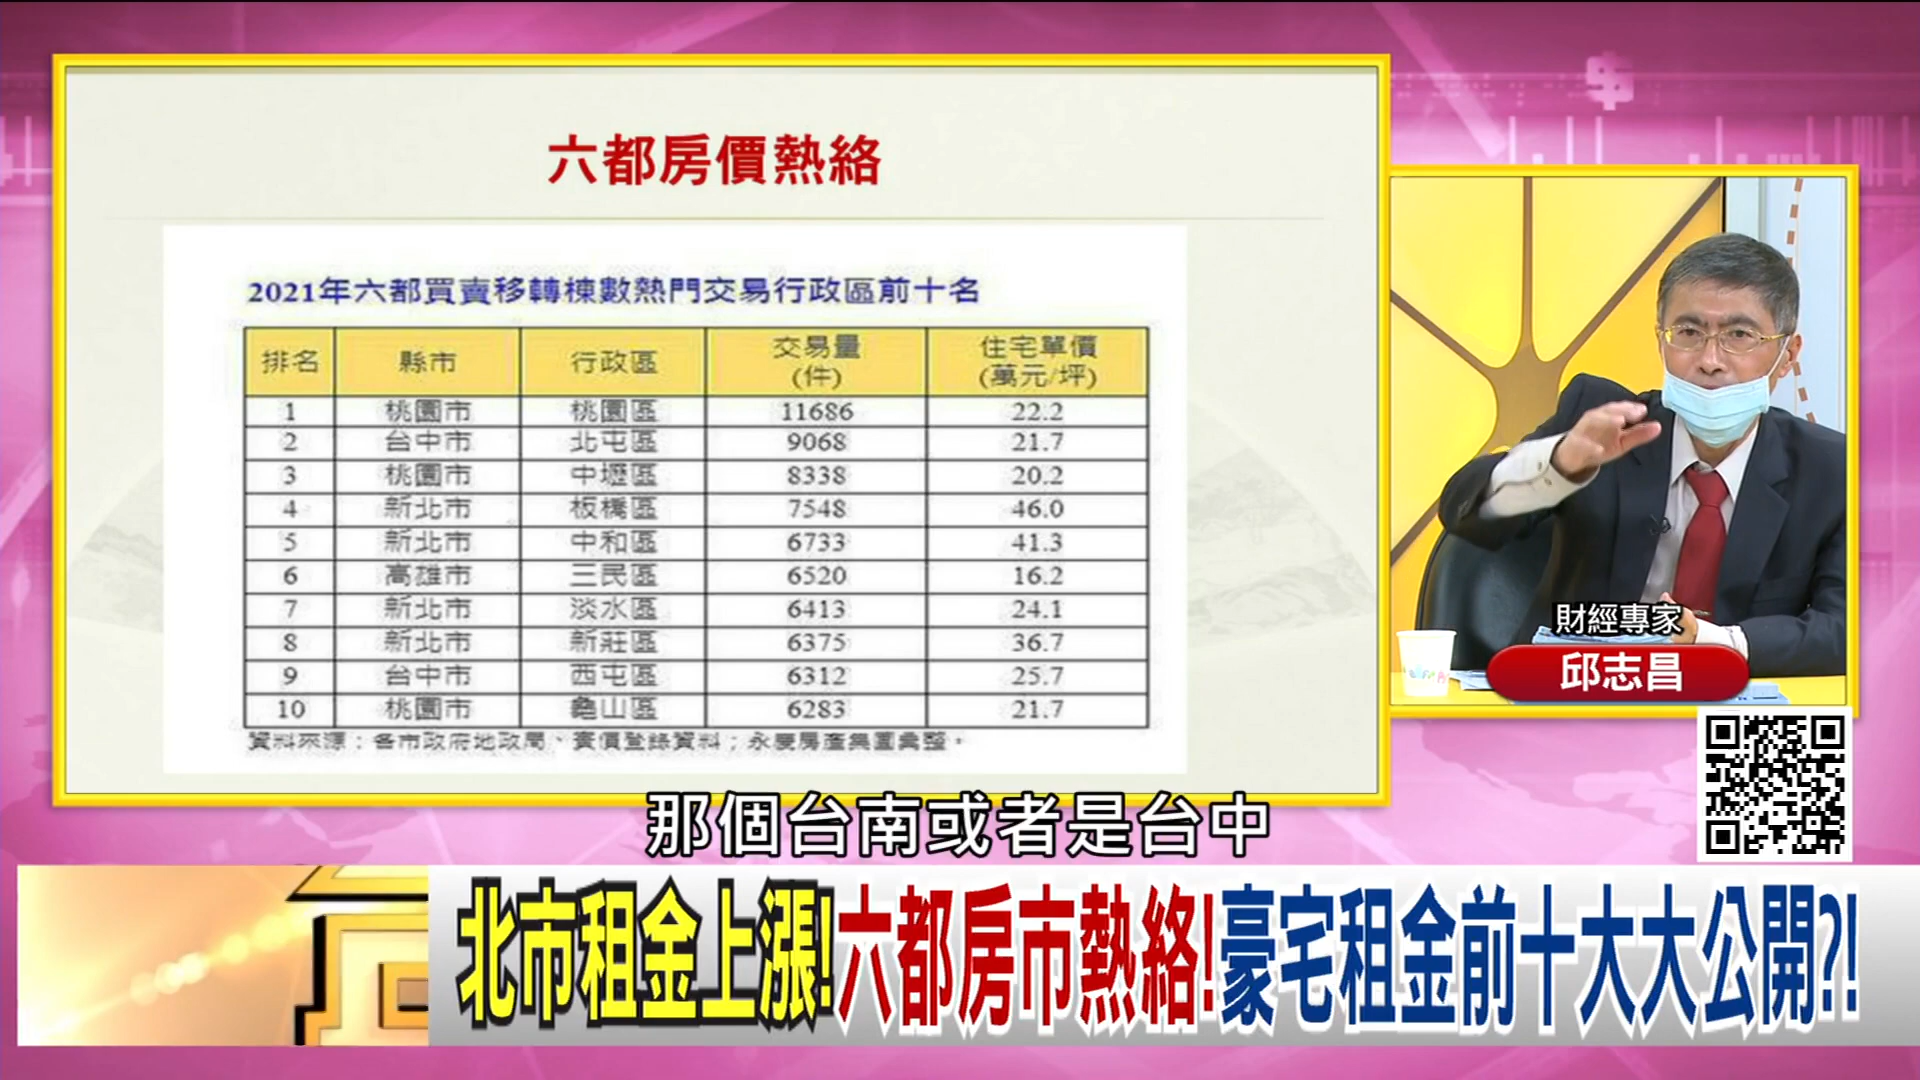 六都房價熱絡
2021年六都買賣移轉棟數熱門交易行政區前十名
排名 縣市 行政區 交易量(件) 住宅單價(萬元/坪)
1 桃園市 桃園區 11686 22.2
2 台中市 北屯區 9068 21.7
3 桃園市 中壢區 8338 20.2
4 新北市 板橋區 7548 46.0
5 新北市 中和區 6733 41.3
6 高雄市 三民區 6520 16.2
7 新北市 淡水區 6413 24.1
8 新北市 新莊區 6375 36.7
9 台中市 西屯區 6312 25.7
10 桃園市 龜山區 6283 21.7
資料來源：各市政府地政局、實價登錄資料；永慶房產集團彙整。
財經專家
邱志昌
那個台南或者是台中
北市租金上漲!六都房市熱絡!豪宅租金前十大大公開?!